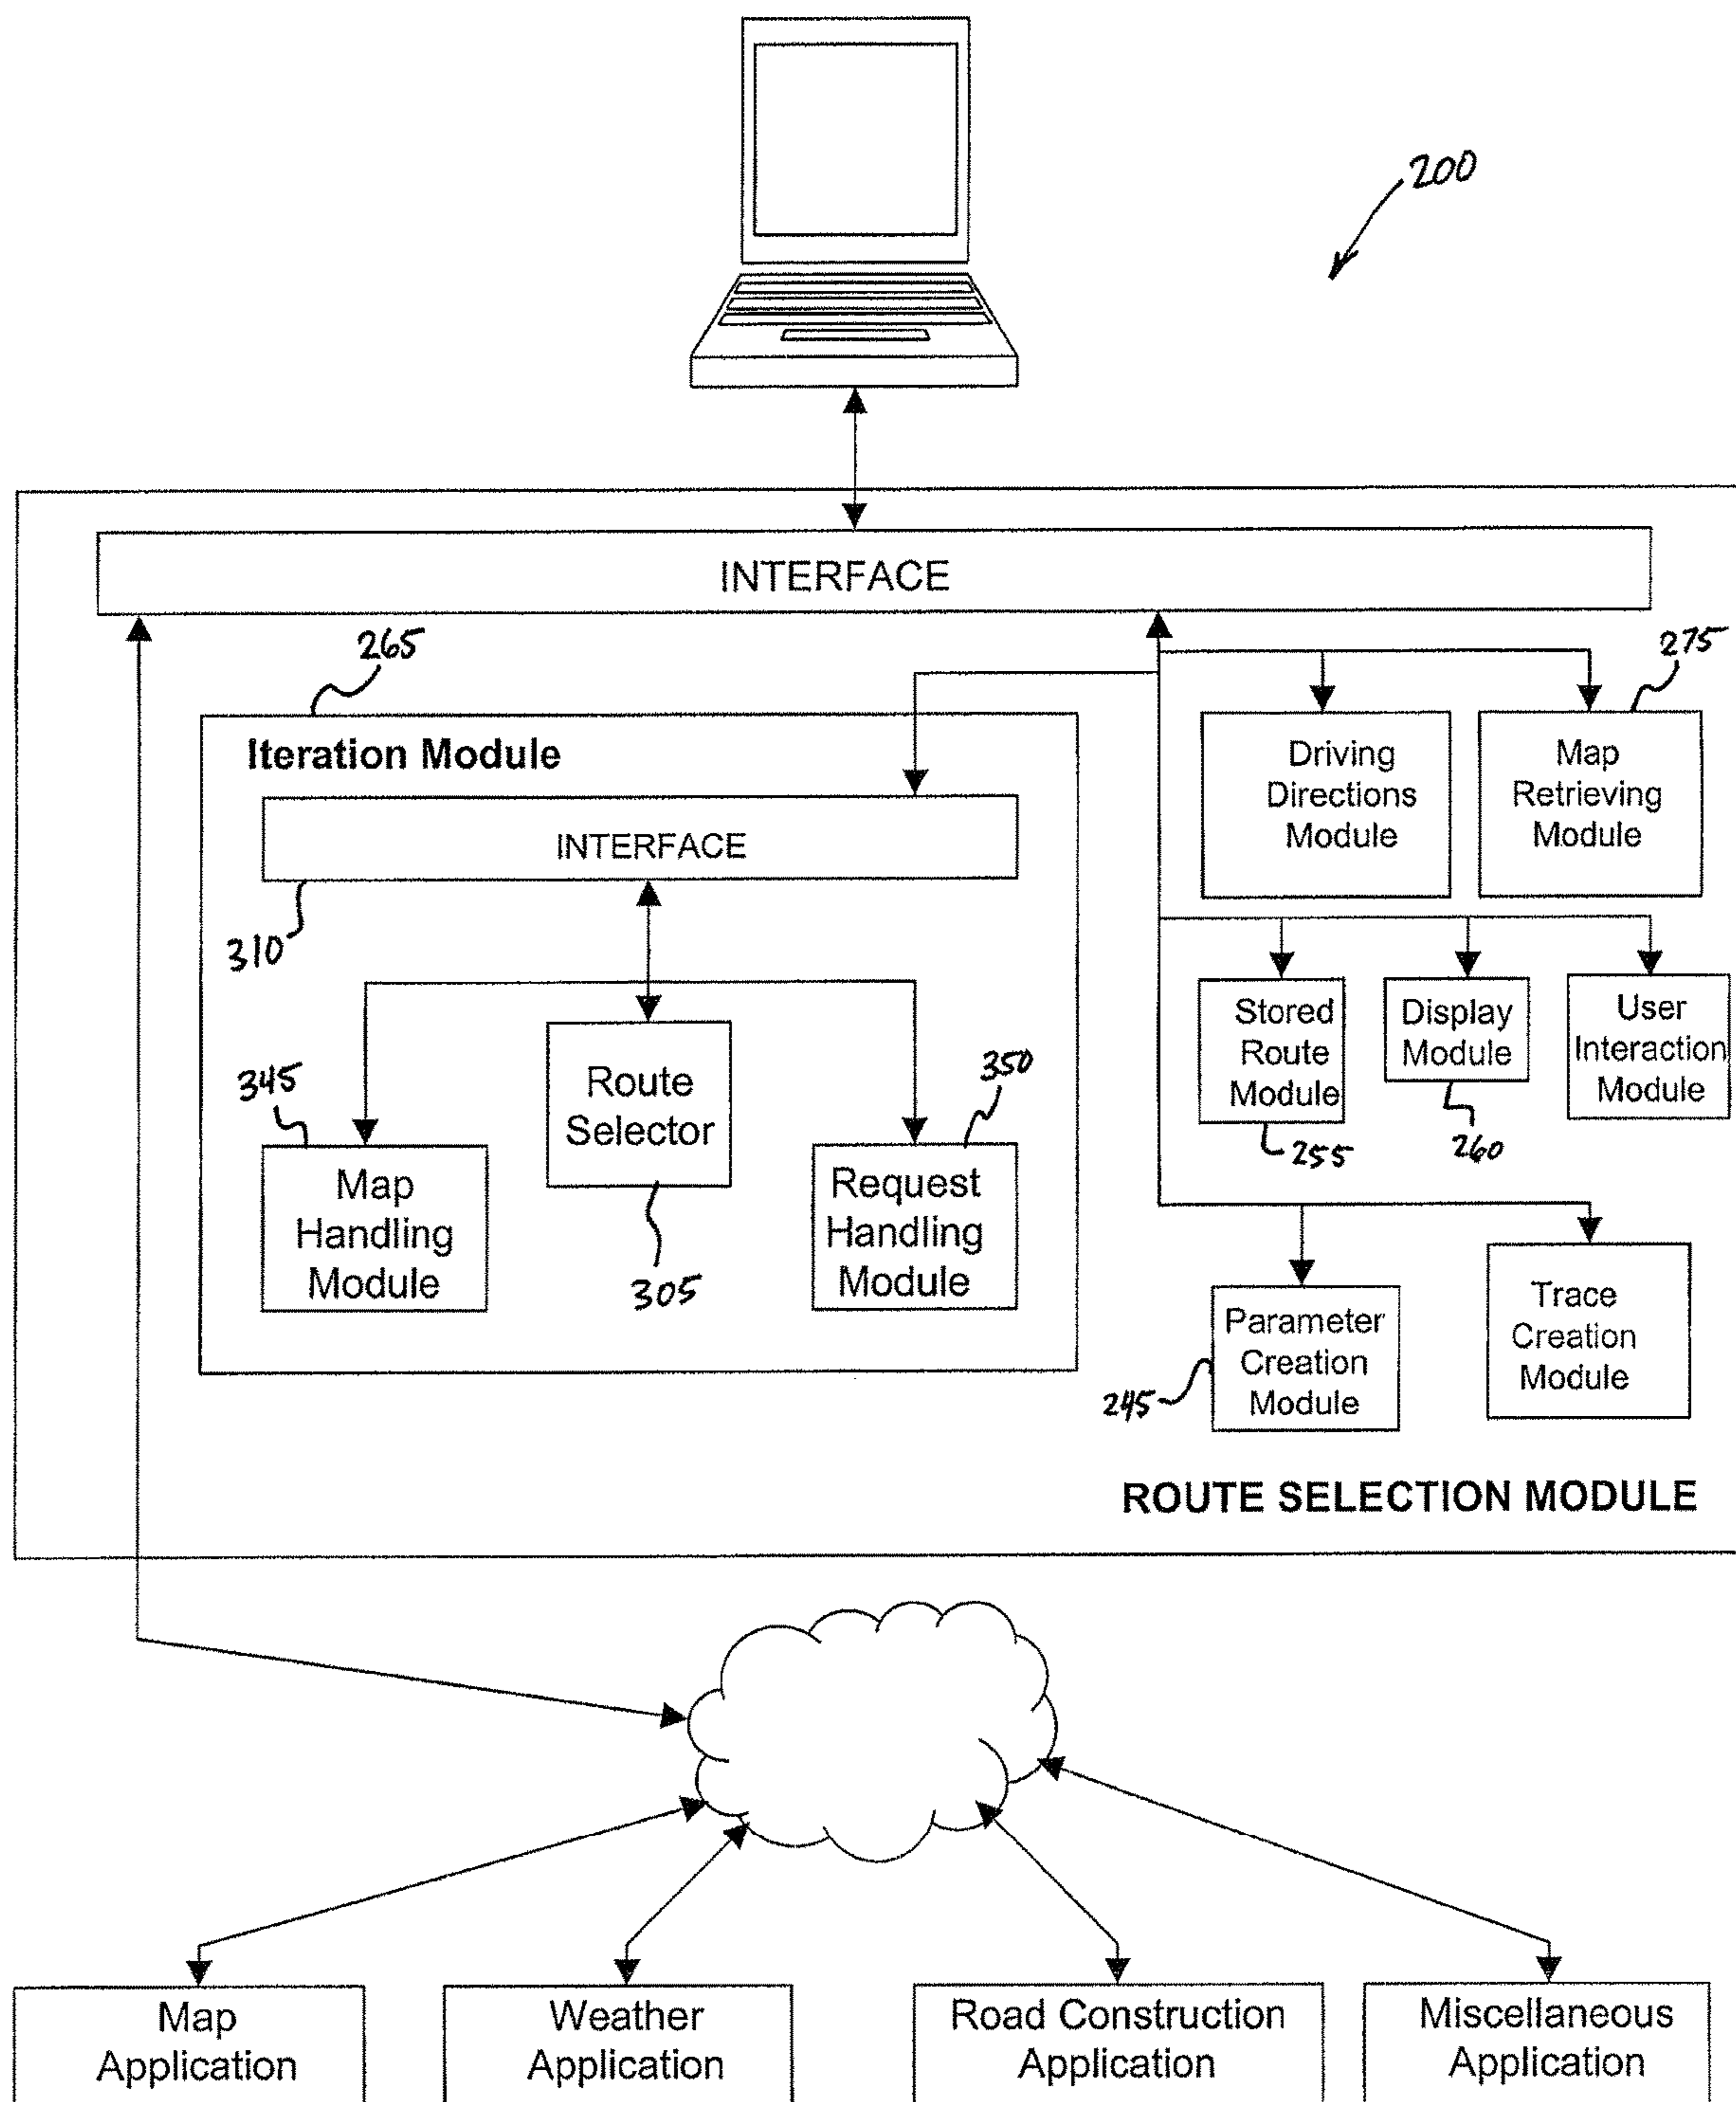 200
INTERFACE
265
275
Iteration Module
Driving
Directions
Module
Map
Retrieving
Module
INTERFACE
310
Stored
Route
Module
255
Display
Module
260
User
Interaction
Module
345
Map
Handling
Module
Route
Selector
305
350
Request
Handling
Module
Parameter
Creation
Module
245
Trace
Creation
Module
ROUTE SELECTION MODULE
Map
Application
Weather
Application
Road Construction
Application
Miscellaneous
Application